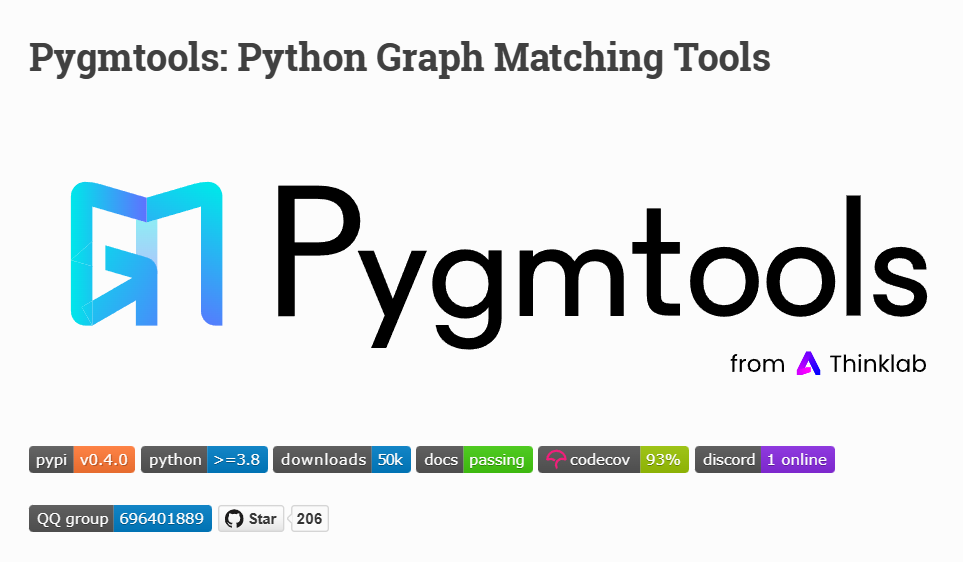 Pygmtools: Python Graph Matching Tools
Pygmtools
from Thinklab
pypi v0.4.0 python >=3.8 downloads 50k docs passing codecov 93% discord 1 online
QQ group 696401889 Star 206